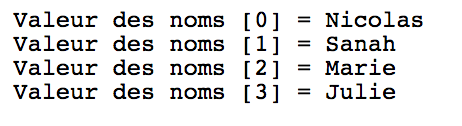 Valeur des noms [0] = Nicolas
Valeur des noms [1] = Sanah
Valeur des noms [2] = Marie
Valeur des noms [3] = Julie